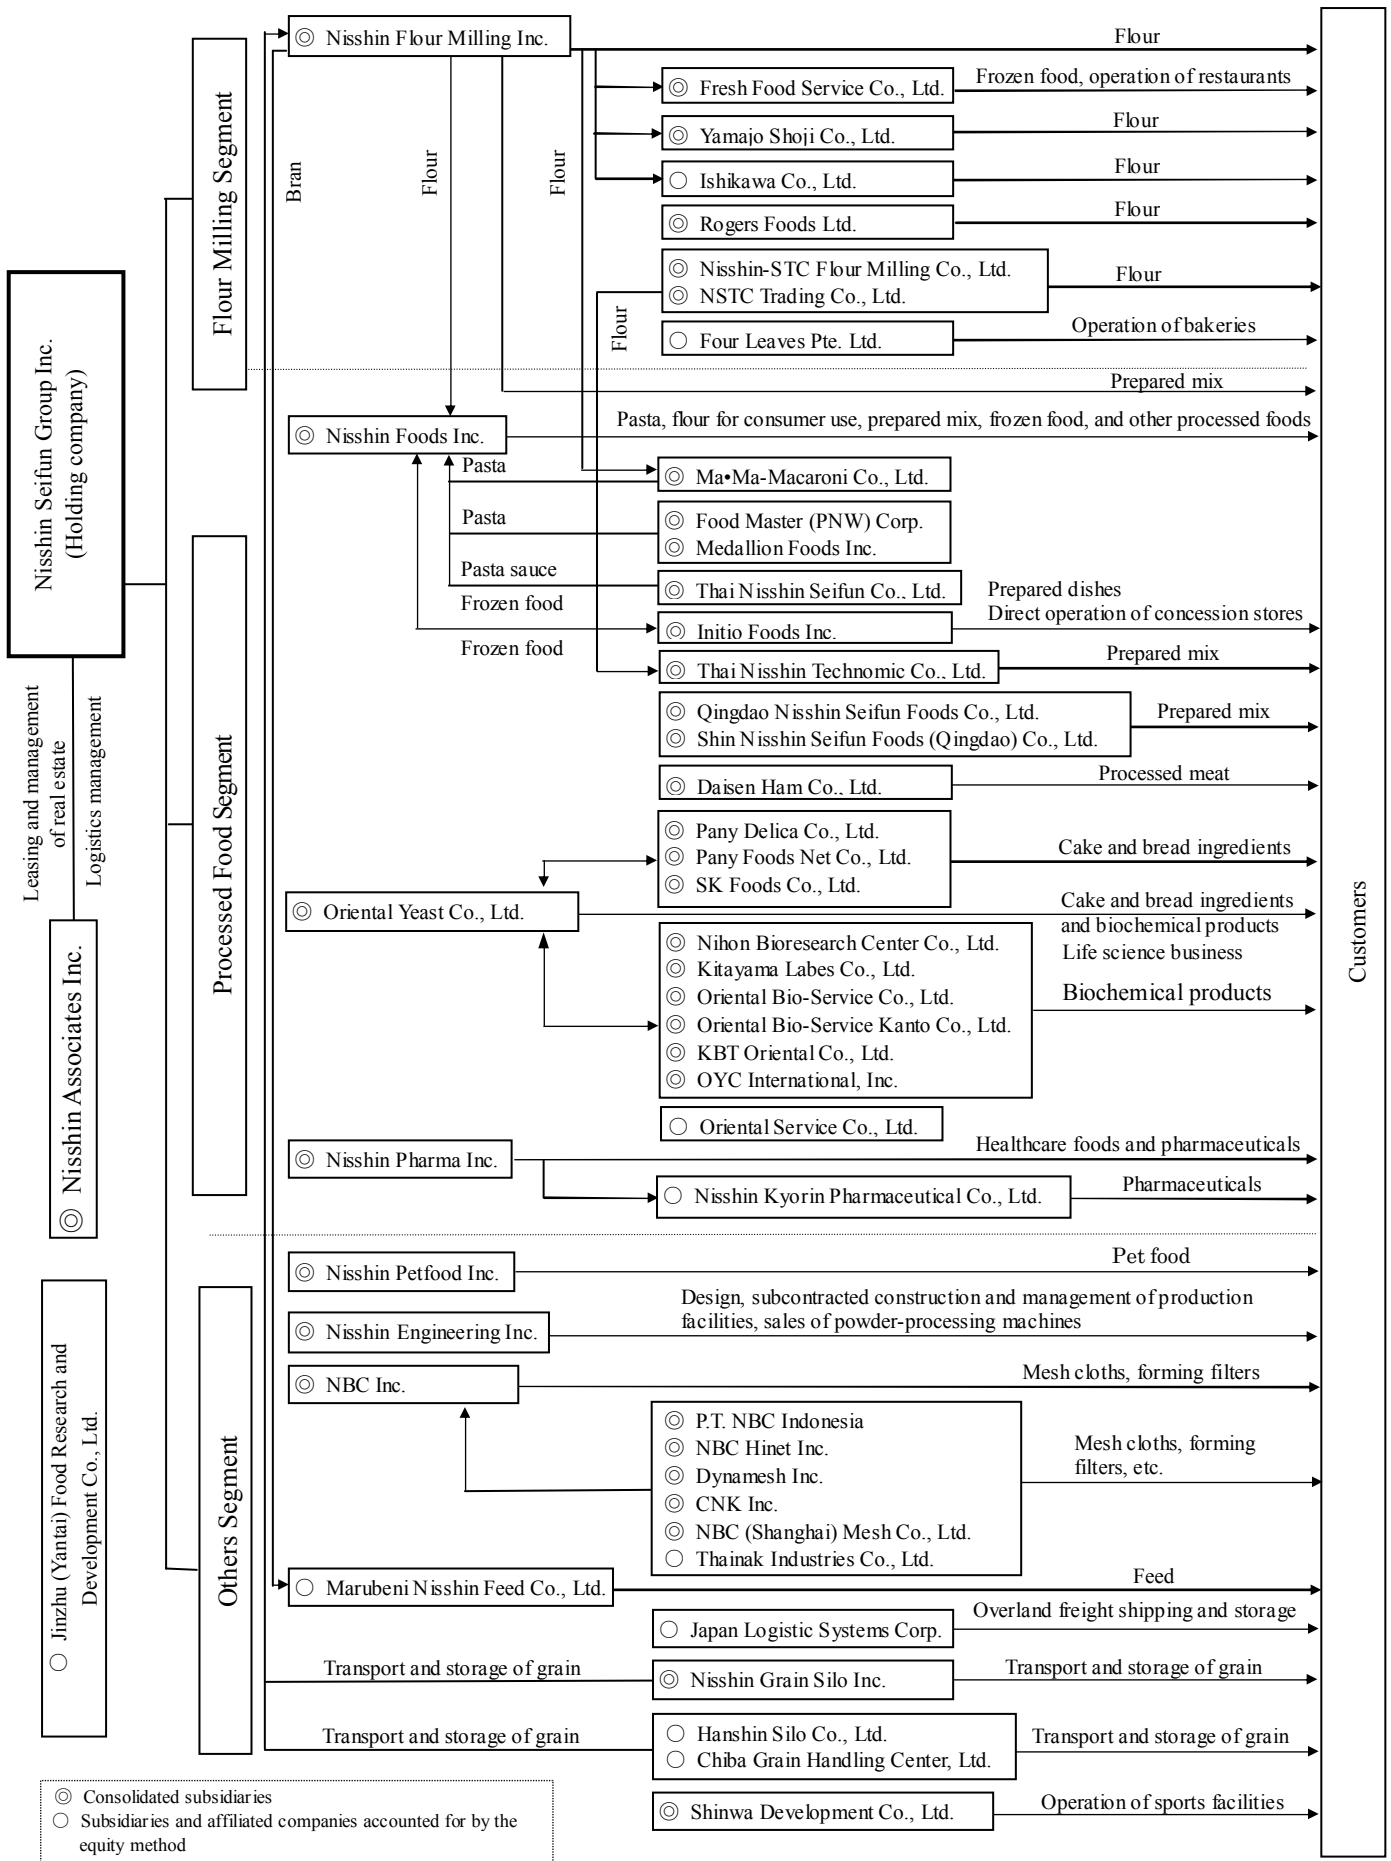 Nisshin Seifun Group Inc.
(Holding company)
Leasing and management
of real estate
Logistics management
◎ Nisshin Associates Inc.
○ Jinzhu (Yantai) Food Research and
Development Co., Ltd.
Flour Milling Segment
◎ Nisshin Flour Milling Inc.
Flour
◎ Fresh Food Service Co., Ltd.
Frozen food, operation of restaurants
◎ Yamajo Shoji Co., Ltd.
Flour
○ Ishikawa Co., Ltd.
Flour
◎ Rogers Foods Ltd.
Flour
◎ Nisshin-STC Flour Milling Co., Ltd.
◎ NSTC Trading Co., Ltd.
Flour
○ Four Leaves Pte. Ltd.
Operation of bakeries
Bran
Flour
Flour
Flour
Prepared mix
Processed Food Segment
◎ Nisshin Foods Inc.
Pasta, flour for consumer use, prepared mix, frozen food, and other processed foods
Pasta
◎ Ma•Ma-Macaroni Co., Ltd.
Pasta
◎ Food Master (PNW) Corp.
◎ Medallion Foods Inc.
Pasta sauce
◎ Thai Nisshin Seifun Co., Ltd.
Frozen food
Frozen food
◎ Initio Foods Inc.
Prepared dishes
Direct operation of concession stores
◎ Thai Nisshin Technomic Co., Ltd.
Prepared mix
◎ Qingdao Nisshin Seifun Foods Co., Ltd.
◎ Shin Nisshin Seifun Foods (Qingdao) Co., Ltd.
Prepared mix
◎ Daisen Ham Co., Ltd.
Processed meat
◎ Pany Delica Co., Ltd.
◎ Pany Foods Net Co., Ltd.
◎ SK Foods Co., Ltd.
Cake and bread ingredients
◎ Oriental Yeast Co., Ltd.
Cake and bread ingredients
and biochemical products
Life science business
◎ Nihon Bioresearch Center Co., Ltd.
◎ Kitayama Labes Co., Ltd.
◎ Oriental Bio-Service Co., Ltd.
◎ Oriental Bio-Service Kanto Co., Ltd.
◎ KBT Oriental Co., Ltd.
◎ OYC International, Inc.
Biochemical products
○ Oriental Service Co., Ltd.
◎ Nisshin Pharma Inc.
Healthcare foods and pharmaceuticals
○ Nisshin Kyorin Pharmaceutical Co., Ltd.
Pharmaceuticals
Others Segment
◎ Nisshin Petfood Inc.
Pet food
◎ Nisshin Engineering Inc.
Design, subcontracted construction and management of production
facilities, sales of powder-processing machines
◎ NBC Inc.
Mesh cloths, forming filters
◎ P.T. NBC Indonesia
◎ NBC Hinet Inc.
◎ Dynamesh Inc.
◎ CNK Inc.
◎ NBC (Shanghai) Mesh Co., Ltd.
○ Thainak Industries Co., Ltd.
Mesh cloths, forming
filters, etc.
○ Marubeni Nisshin Feed Co., Ltd.
Feed
○ Japan Logistic Systems Corp.
Overland freight shipping and storage
Transport and storage of grain
◎ Nisshin Grain Silo Inc.
Transport and storage of grain
Transport and storage of grain
○ Hanshin Silo Co., Ltd.
○ Chiba Grain Handling Center, Ltd.
Transport and storage of grain
◎ Shinwa Development Co., Ltd.
Operation of sports facilities
Customers
◎ Consolidated subsidiaries
○ Subsidiaries and affiliated companies accounted for by the
equity method